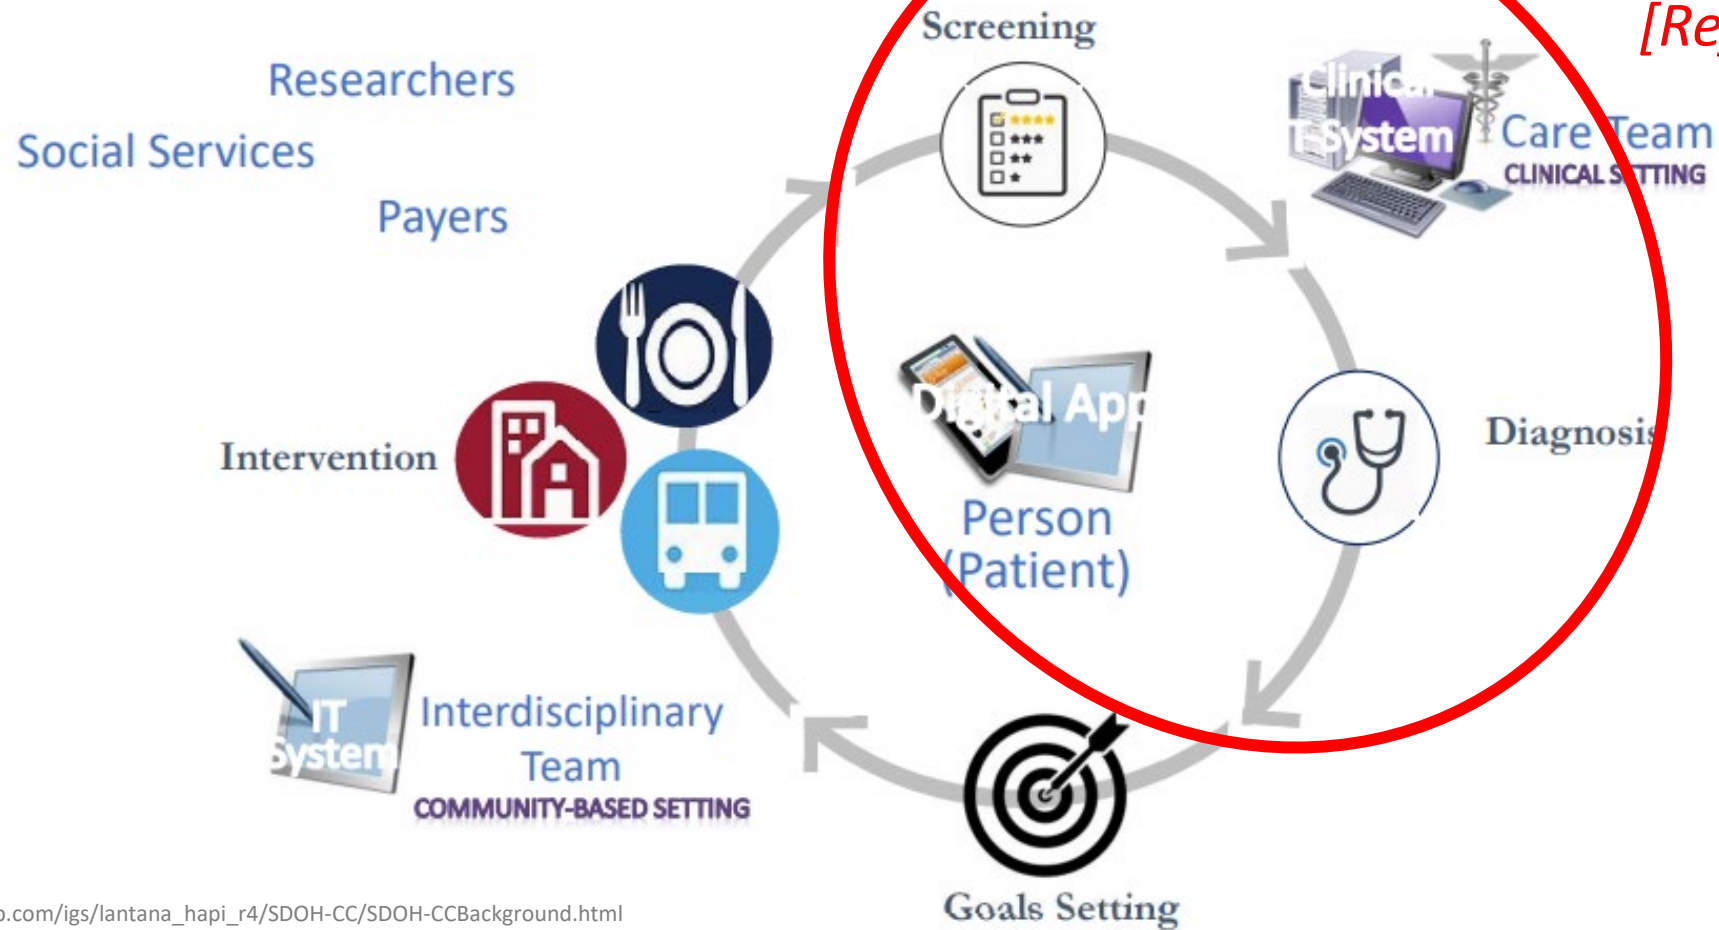 Screening
[Re
Researchers
Clinical
IT System
Care Team
CLINICAL SETTING
Social Services
Payers
Digital App
Intervention
Diagnosis
Person
(Patient)
IT
System
Interdisciplinary
Team
COMMUNITY-BASED SETTING
Goals Setting
o.com/igs/lantana_hapi_r4/SDOH-CC/SDOH-CCBackground.html